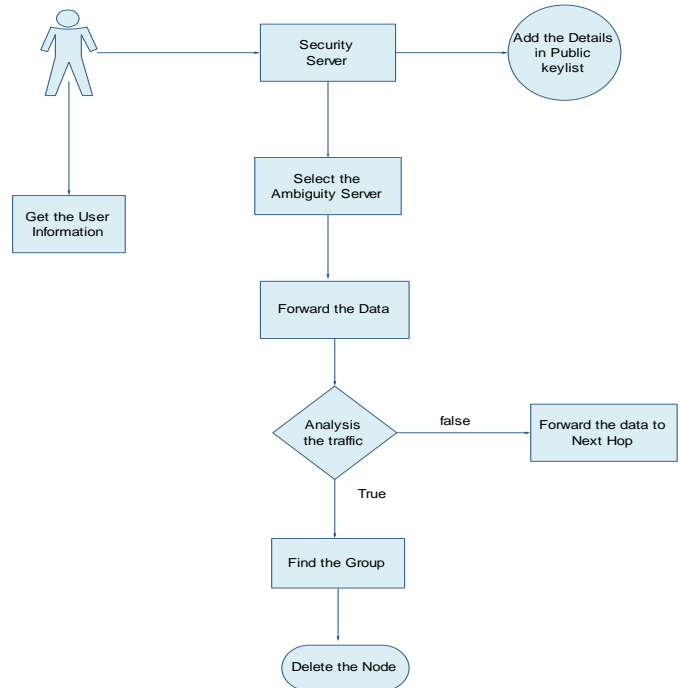 Security
Server
Add the Details
in Public
keylist
Select the
Ambiguity Server
Get the User
Information
Forward the Data
Analysis
the traffic
false
Forward the data to
Next Hop
True
Find the Group
Delete the Node